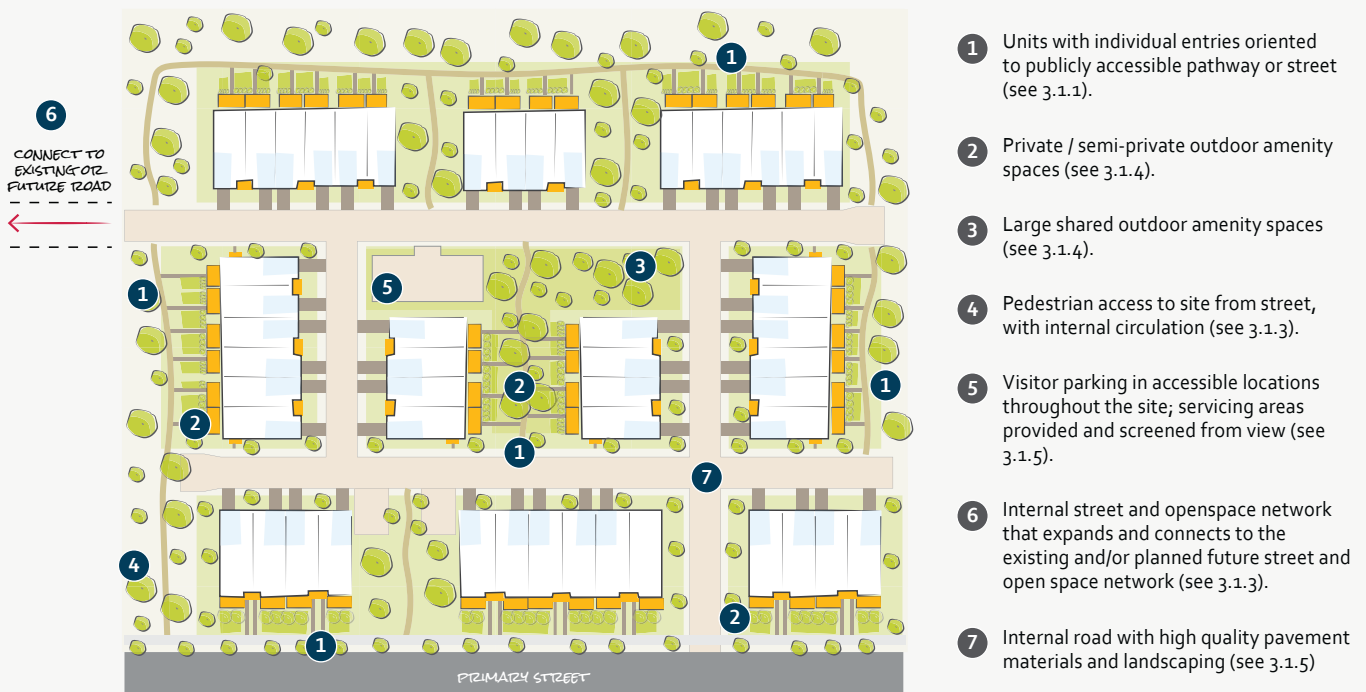 1
6
CONNECT TO
EXISTING OR
FUTURE ROAD
1
5
3
2
1
2
1
1
7
4
2
1
PRIMARY STREET
1 Units with individual entries oriented
to publicly accessible pathway or street
(see 3.1.1).
2 Private / semi-private outdoor amenity
spaces (see 3.1.4).
3 Large shared outdoor amenity spaces
(see 3.1.4).
4 Pedestrian access to site from street,
with internal circulation (see 3.1.3).
5 Visitor parking in accessible locations
throughout the site; servicing areas
provided and screened from view (see
3.1.5).
6 Internal street and openspace network
that expands and connects to the
existing and/or planned future street and
open space network (see 3.1.3).
7 Internal road with high quality pavement
materials and landscaping (see 3.1.5)